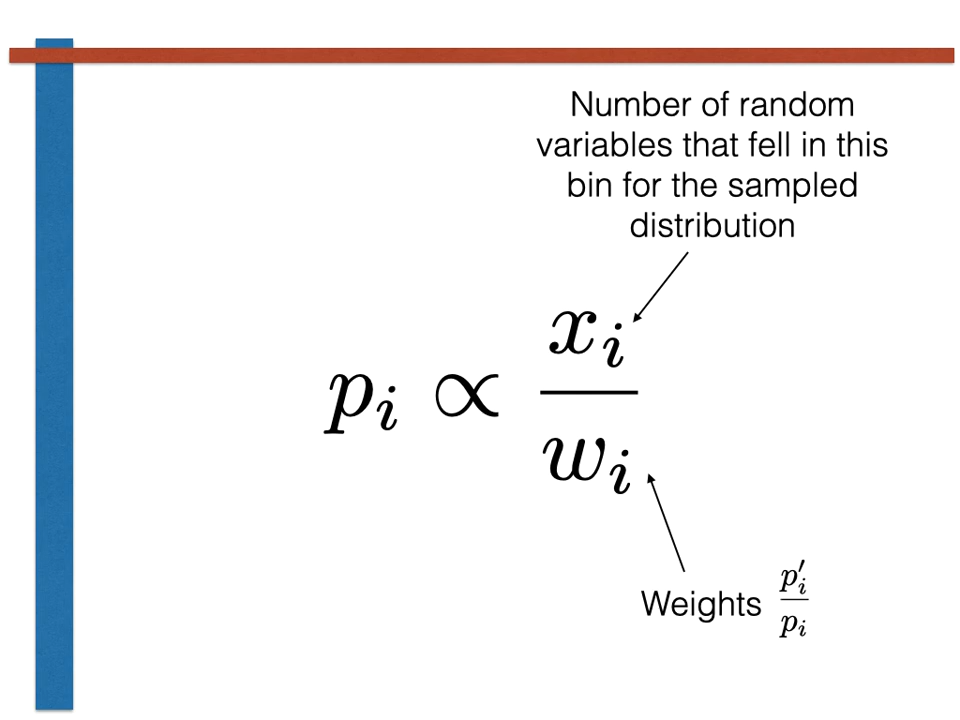 Number of random
variables that fell in this
bin for the sampled
distribution
p_i ∝ x_i / w_i
Weights p'_i / p_i